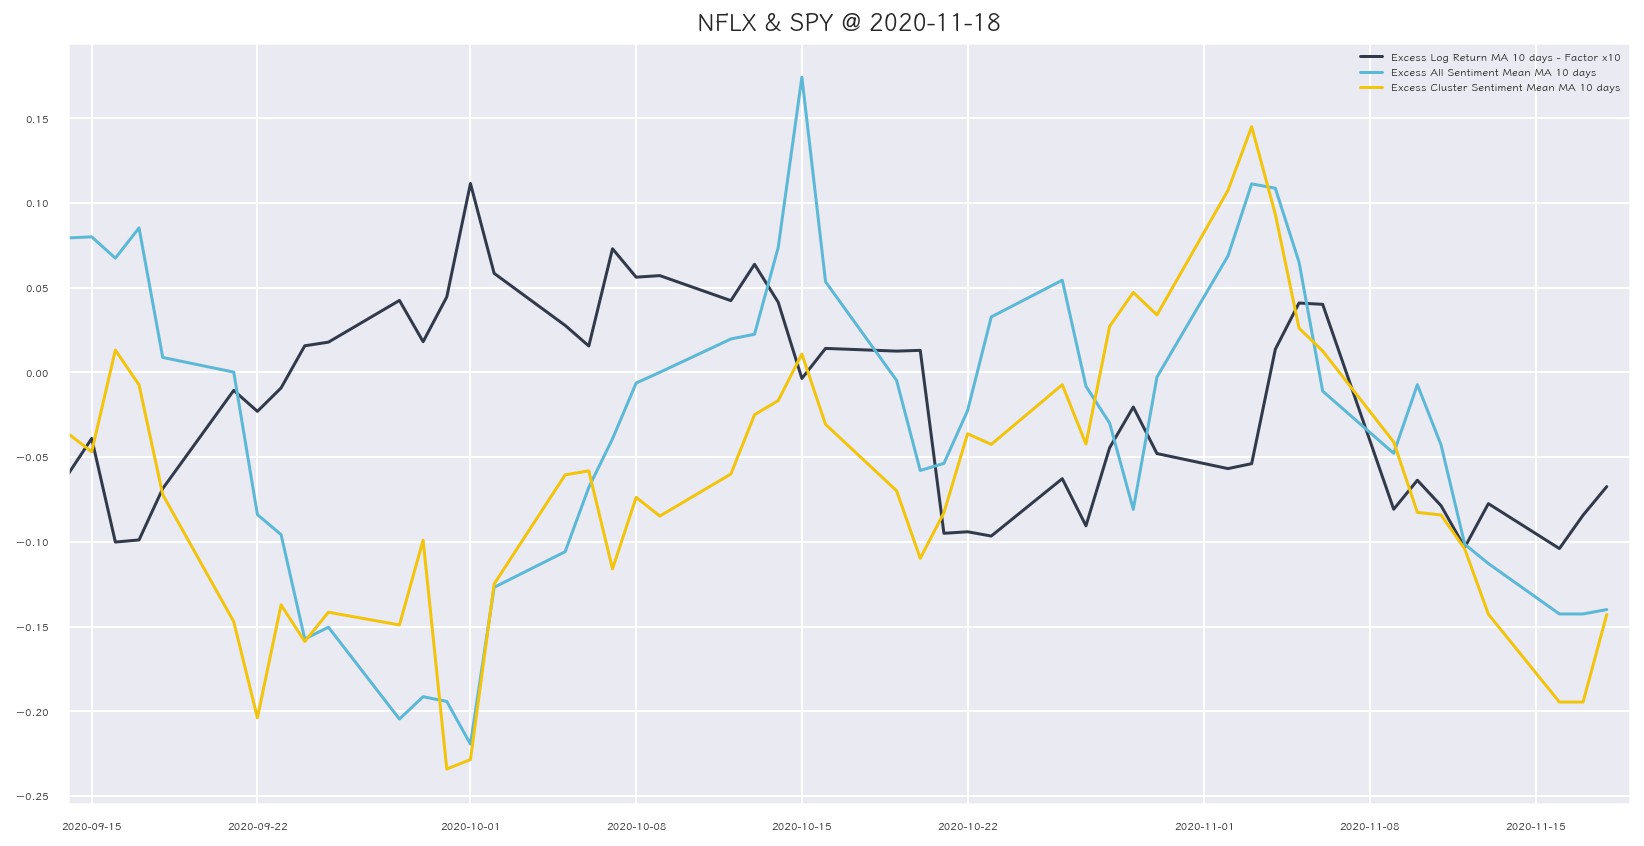 NFLX & SPY @ 2020-11-18
Excess Log Return MA 10 days - Factor x10
Excess All Sentiment Mean MA 10 days
Excess Cluster Sentiment Mean MA 10 days
0.15
0.10
0.05
0.00
−0.05
−0.10
−0.15
−0.20
−0.25
2020-09-15 2020-09-22 2020-10-01 2020-10-08 2020-10-15 2020-10-22 2020-11-01 2020-11-08 2020-11-15